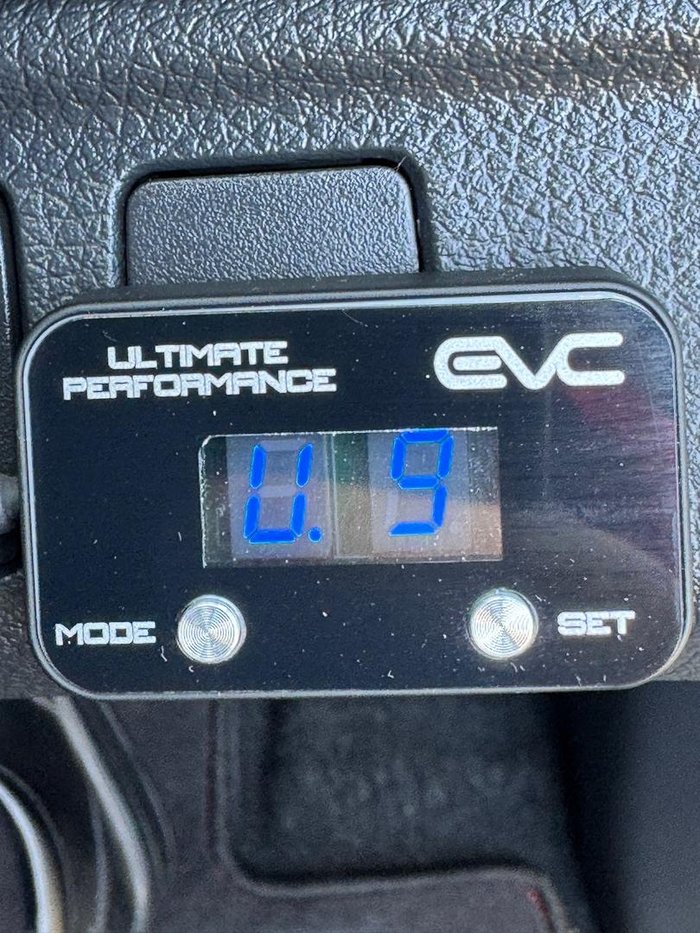 ULTIMATE
PERFORMANCE
EVC
U.9
MODE
SET